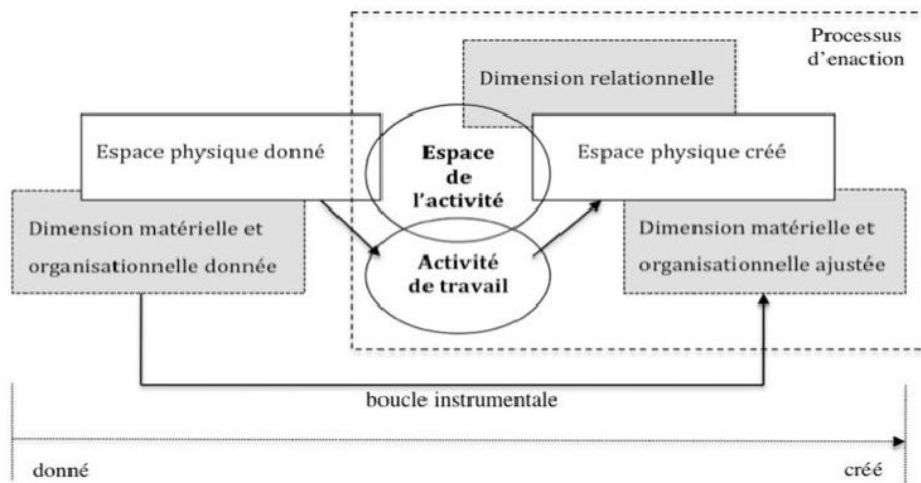 Processus
d'enaction
Dimension relationnelle
Espace physique donné
Espace
de
l'activité
Espace physique créé
Dimension matérielle et
organisationnelle donnée
Activité
de travail
Dimension matérielle et
organisationnelle ajustée
boucle instrumentale
donné
créé